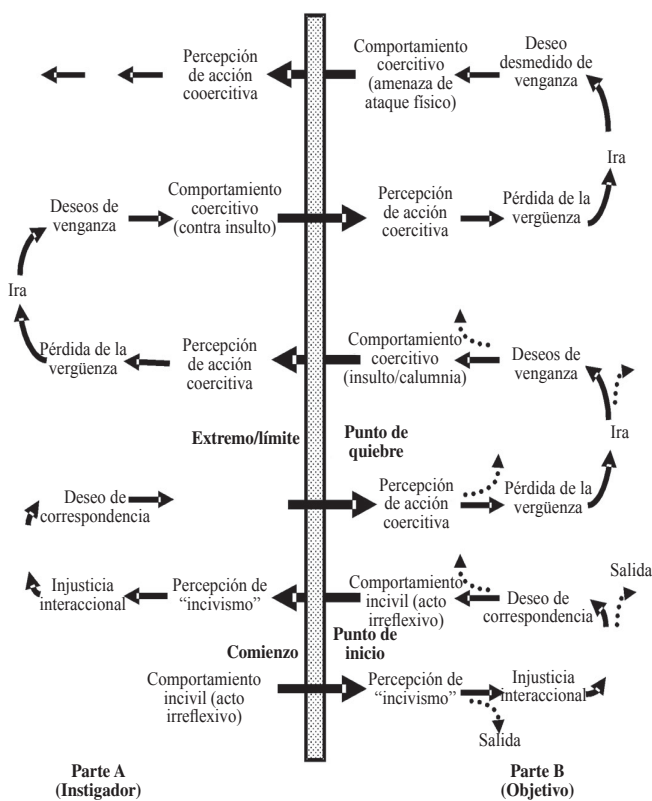 Percepción
de acción
cooercitiva
Comportamiento
coercitivo
(amenaza de
ataque físico)
Deseo
desmedido de
venganza
Ira
Deseos de
venganza
Comportamiento
coercitivo
(contra insulto)
Percepción
de acción
coercitiva
Pérdida de la
vergüenza
Ira
Pérdida de la
vergüenza
Percepción
de acción
coercitiva
Comportamiento
coercitivo
(insulto/calumnia)
Deseos de
venganza
Ira
Extremo/límite
Punto de
quiebre
Deseo de
correspondencia
Percepción
de acción
coercitiva
Pérdida de la
vergüenza
Injusticia
interaccional
Percepción de
“incivismo”
Comportamiento
incivil (acto
irreflexivo)
Deseo de
correspondencia
Salida
Comienzo
Punto de
inicio
Comportamiento
incivil (acto
irreflexivo)
Percepción de
“incivismo”
Injusticia
interaccional
Salida
Parte A
(Instigador)
Parte B
(Objetivo)